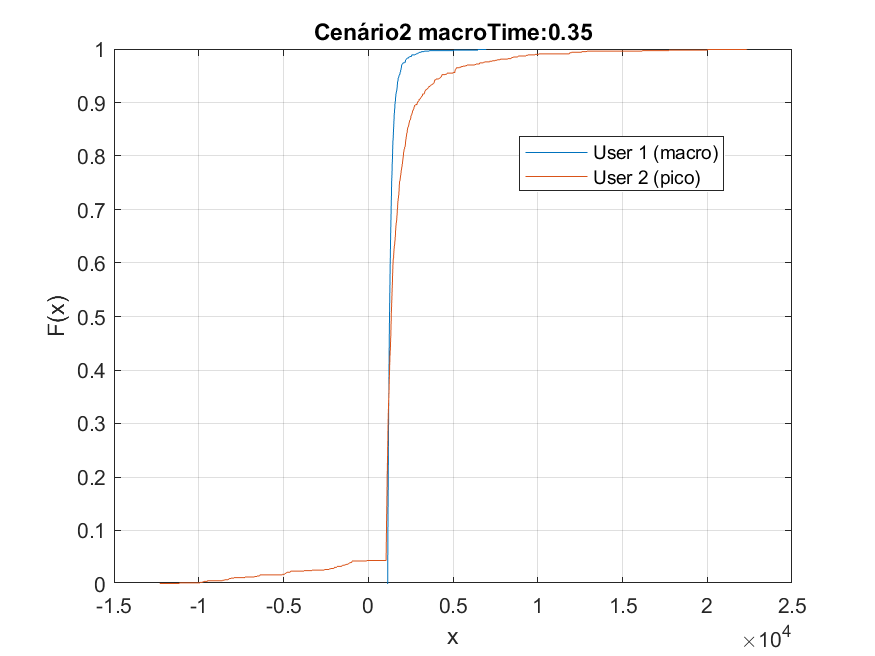 Cenário2 macroTime:0.35
1
0.9
0.8
0.7
0.6
0.5
0.4
0.3
0.2
0.1
0
F(x)
User 1 (macro)
User 2 (pico)
-1.5 -1 -0.5 0 0.5 1 1.5 2 2.5
x
×10⁴